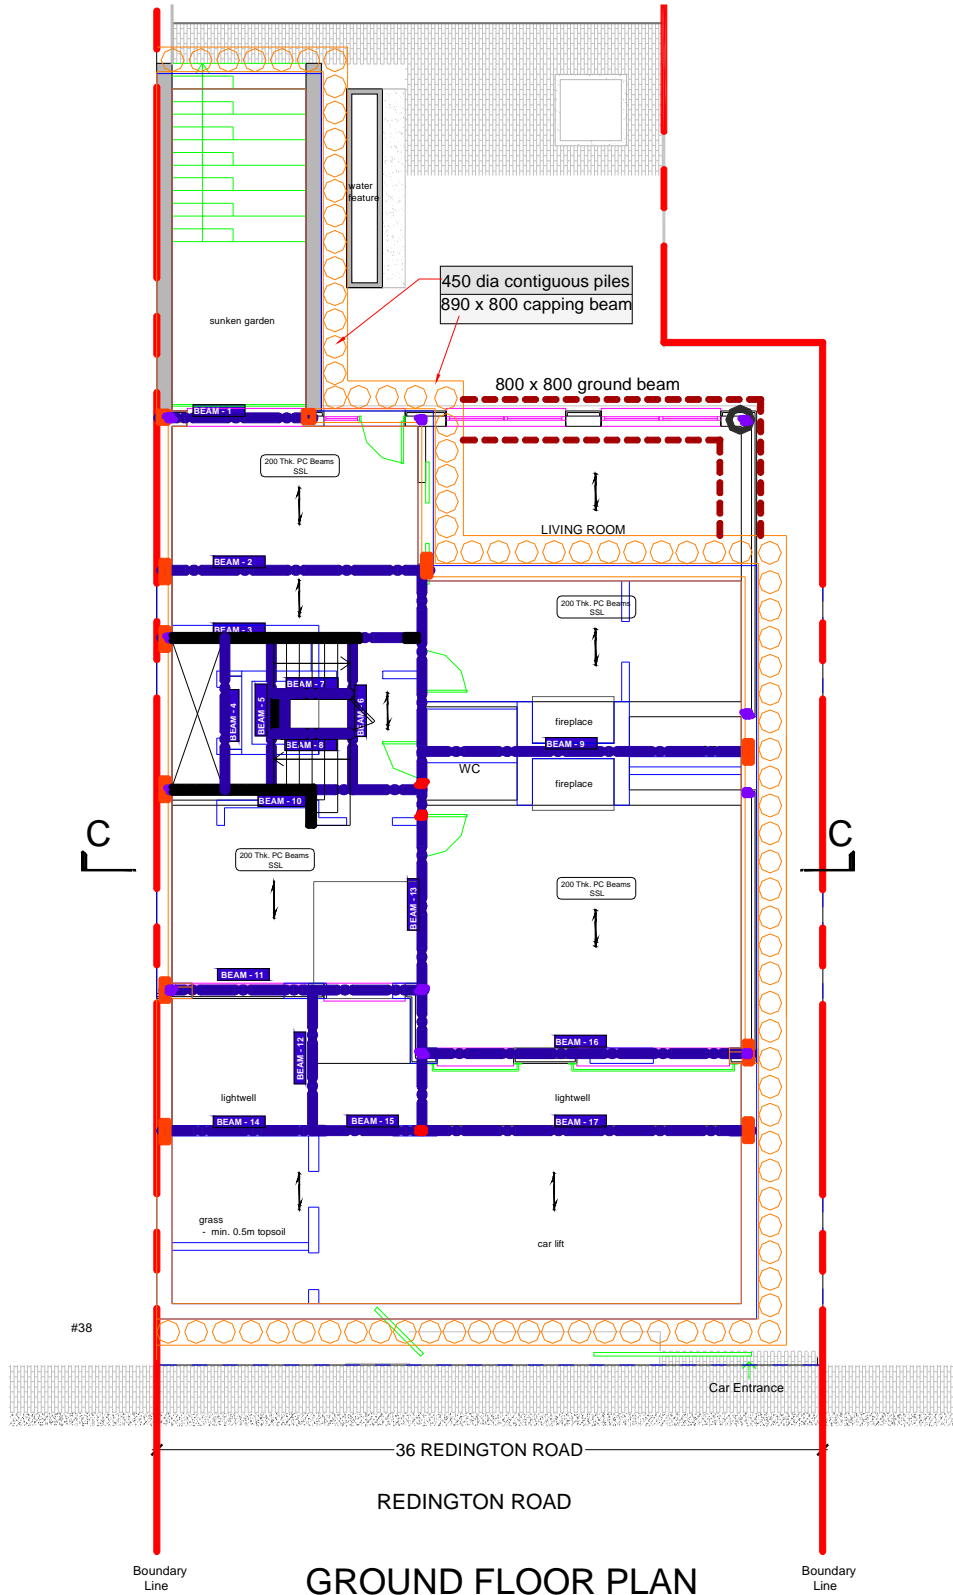 water
feature
450 dia contiguous piles
890 x 800 capping beam
sunken garden
800 x 800 ground beam
BEAM - 1
200 Thk. PC Beams
SSL
LIVING ROOM
BEAM - 2
200 Thk. PC Beams
SSL
BEAM - 3
BEAM - 4
BEAM - 5
BEAM - 7
BEAM - 6
BEAM - 8
fireplace
BEAM - 9
WC
fireplace
BEAM - 10
C
C
200 Thk. PC Beams
SSL
BEAM - 13
200 Thk. PC Beams
SSL
BEAM - 11
BEAM - 12
BEAM - 16
lightwell
lightwell
BEAM - 14
BEAM - 15
BEAM - 17
grass
- min. 0.5m topsoil
car lift
#38
Car Entrance
36 REDINGTON ROAD
REDINGTON ROAD
Boundary
Line
GROUND FLOOR PLAN
Boundary
Line